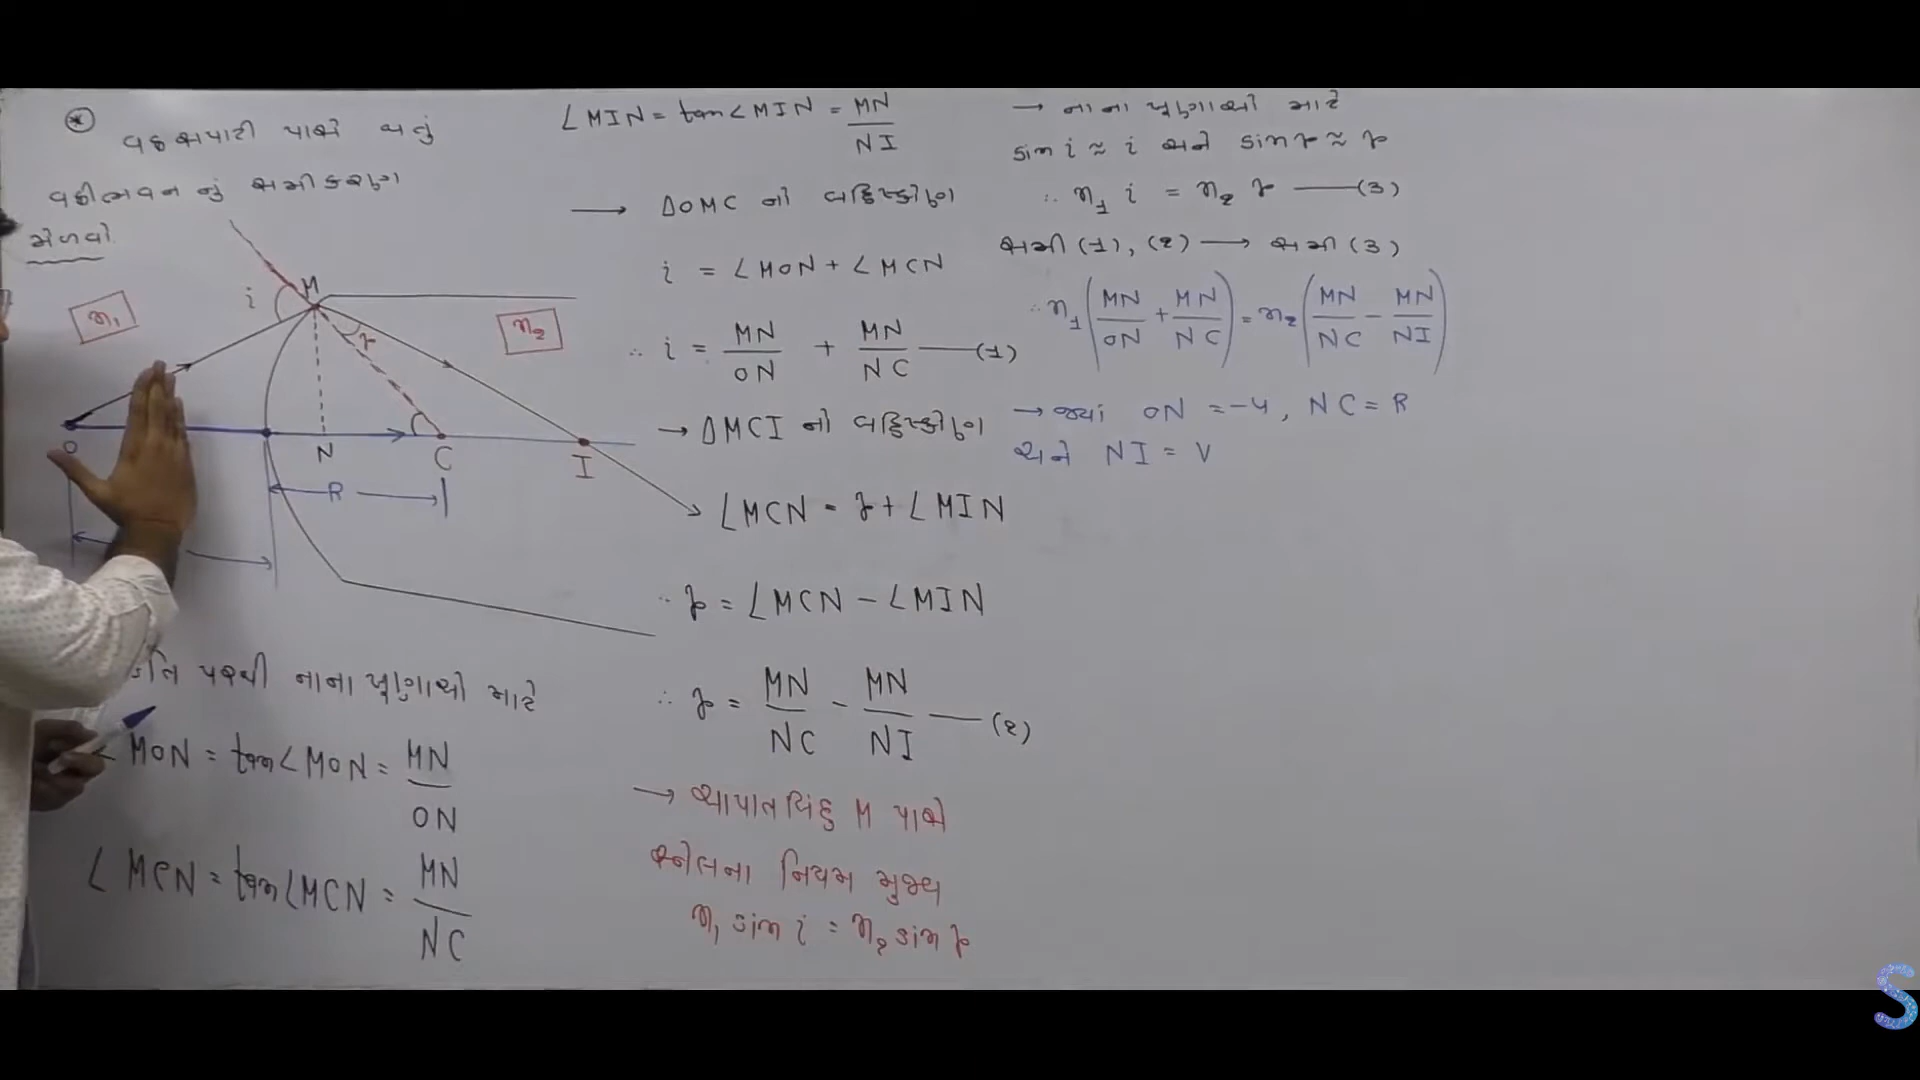 * વક્રસપાટી પાસે થતું
વક્રીભવન નું સમીકરણ
મેળવો.
n₁
i
M
r
n₂
O
N
C
I
R
પરથી નાના ખૂણાઓ માટે
∠MON = tan∠MON = MN/ON
∠MCN = tan∠MCN = MN/NC
∠MIN = tan∠MIN = MN/NI
→ ΔOMC નો બહિષ્કોણ
i = ∠MON + ∠MCN
∴ i = MN/ON + MN/NC —(1)
→ ΔMCI નો બહિષ્કોણ
∠MCN = r + ∠MIN
∴ r = ∠MCN − ∠MIN
∴ r = MN/NC − MN/NI —(2)
→ આપાતબિંદુ M પાસે
સ્નેલના નિયમ મુજબ
n₁ sin i = n₂ sin r
→ નાના ખૂણાઓ માટે
sin i ≈ i અને sin r ≈ r
∴ n₁ i = n₂ r —(3)
સમી (1), (2) → સમી (3)
∴ n₁(MN/ON + MN/NC) = n₂(MN/NC − MN/NI)
→ જ્યાં ON = −u, NC = R
અને NI = V
S